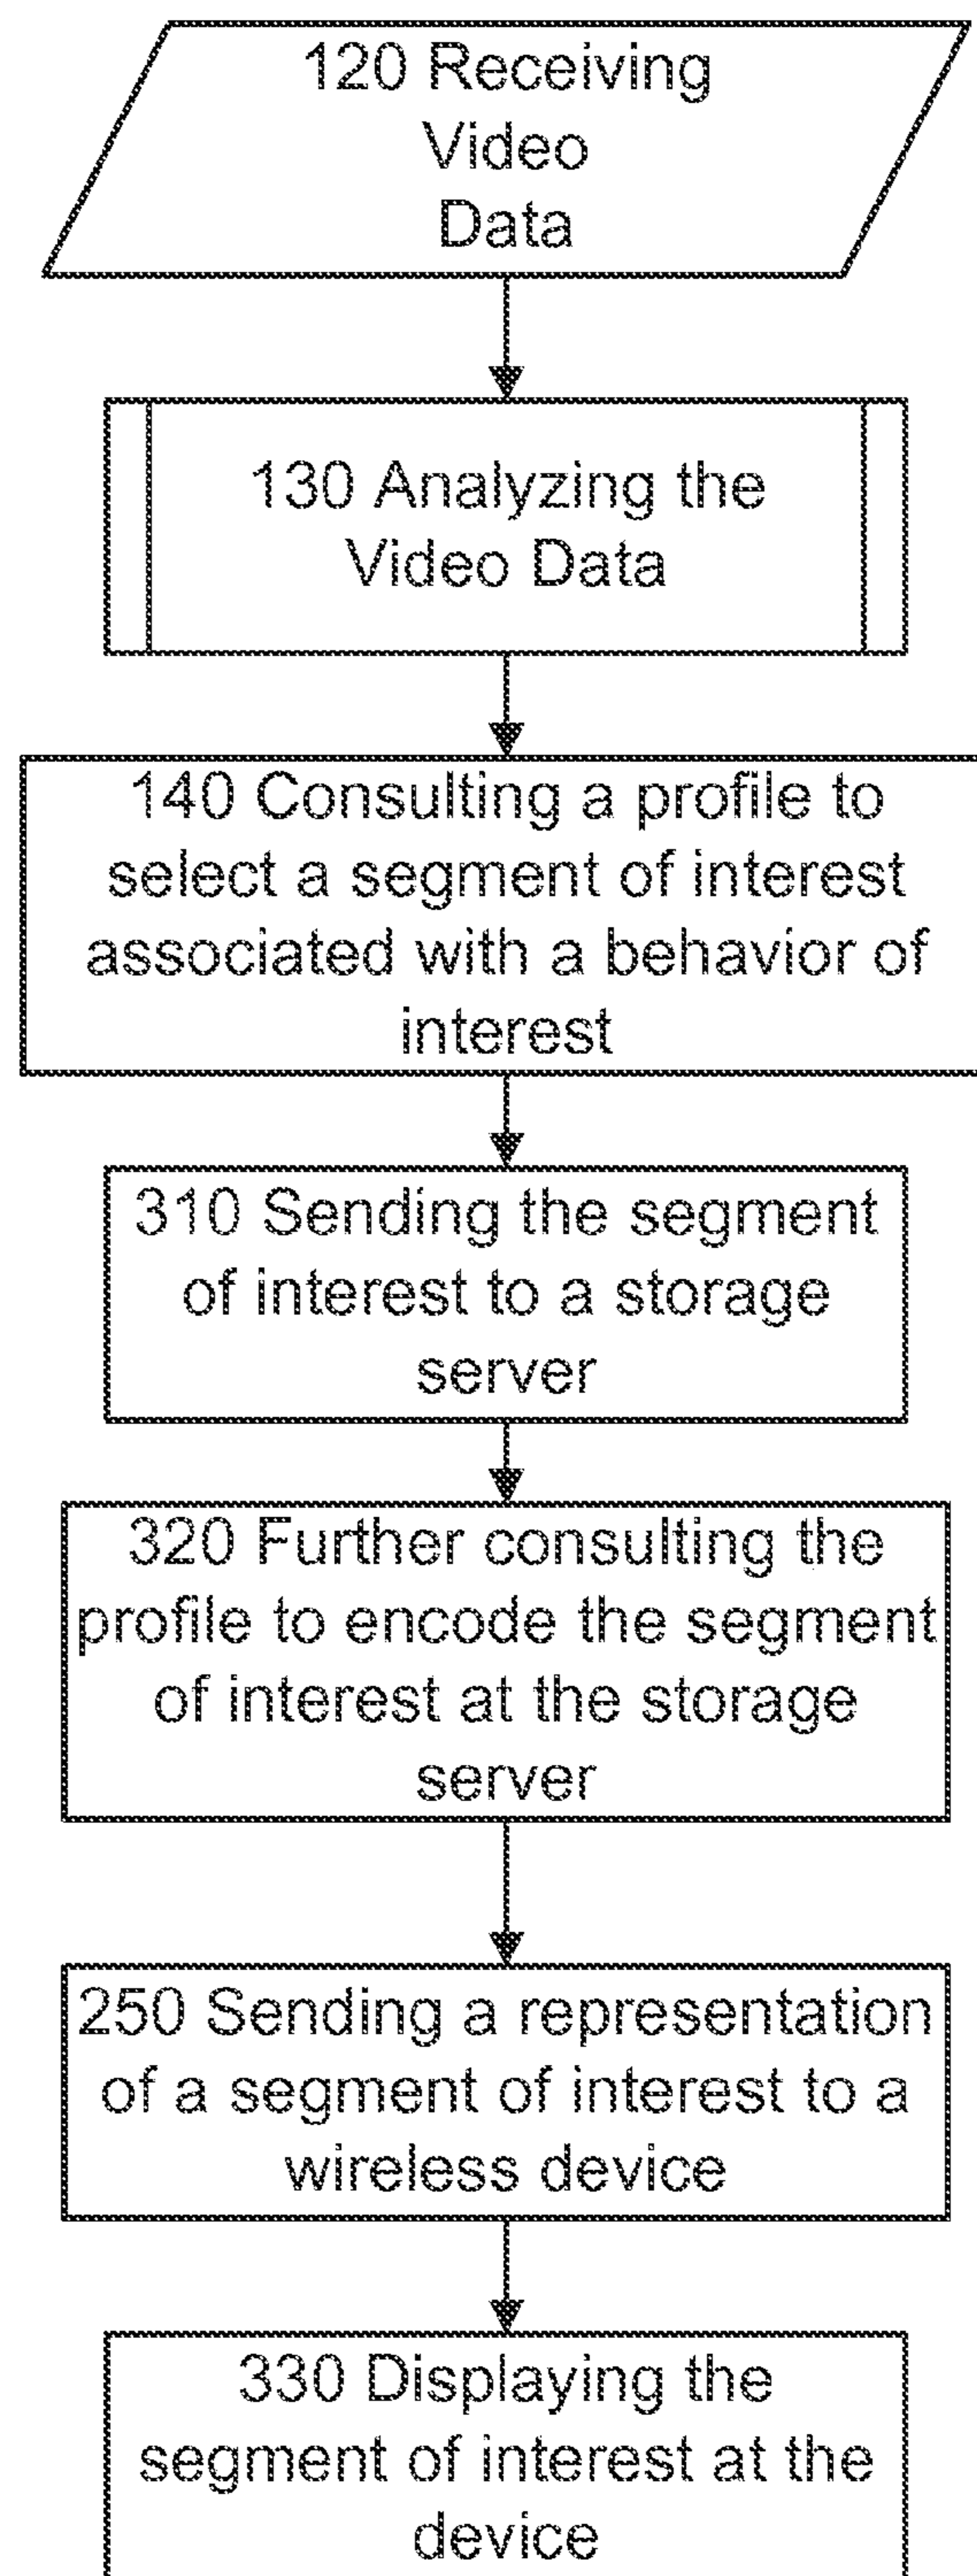 120 Receiving
Video
Data
130 Analyzing the
Video Data
140 Consulting a profile to
select a segment of interest
associated with a behavior of
interest
310 Sending the segment
of interest to a storage
server
320 Further consulting the
profile to encode the segment
of interest at the storage
server
250 Sending a representation
of a segment of interest to a
wireless device
330 Displaying the
segment of interest at the
device